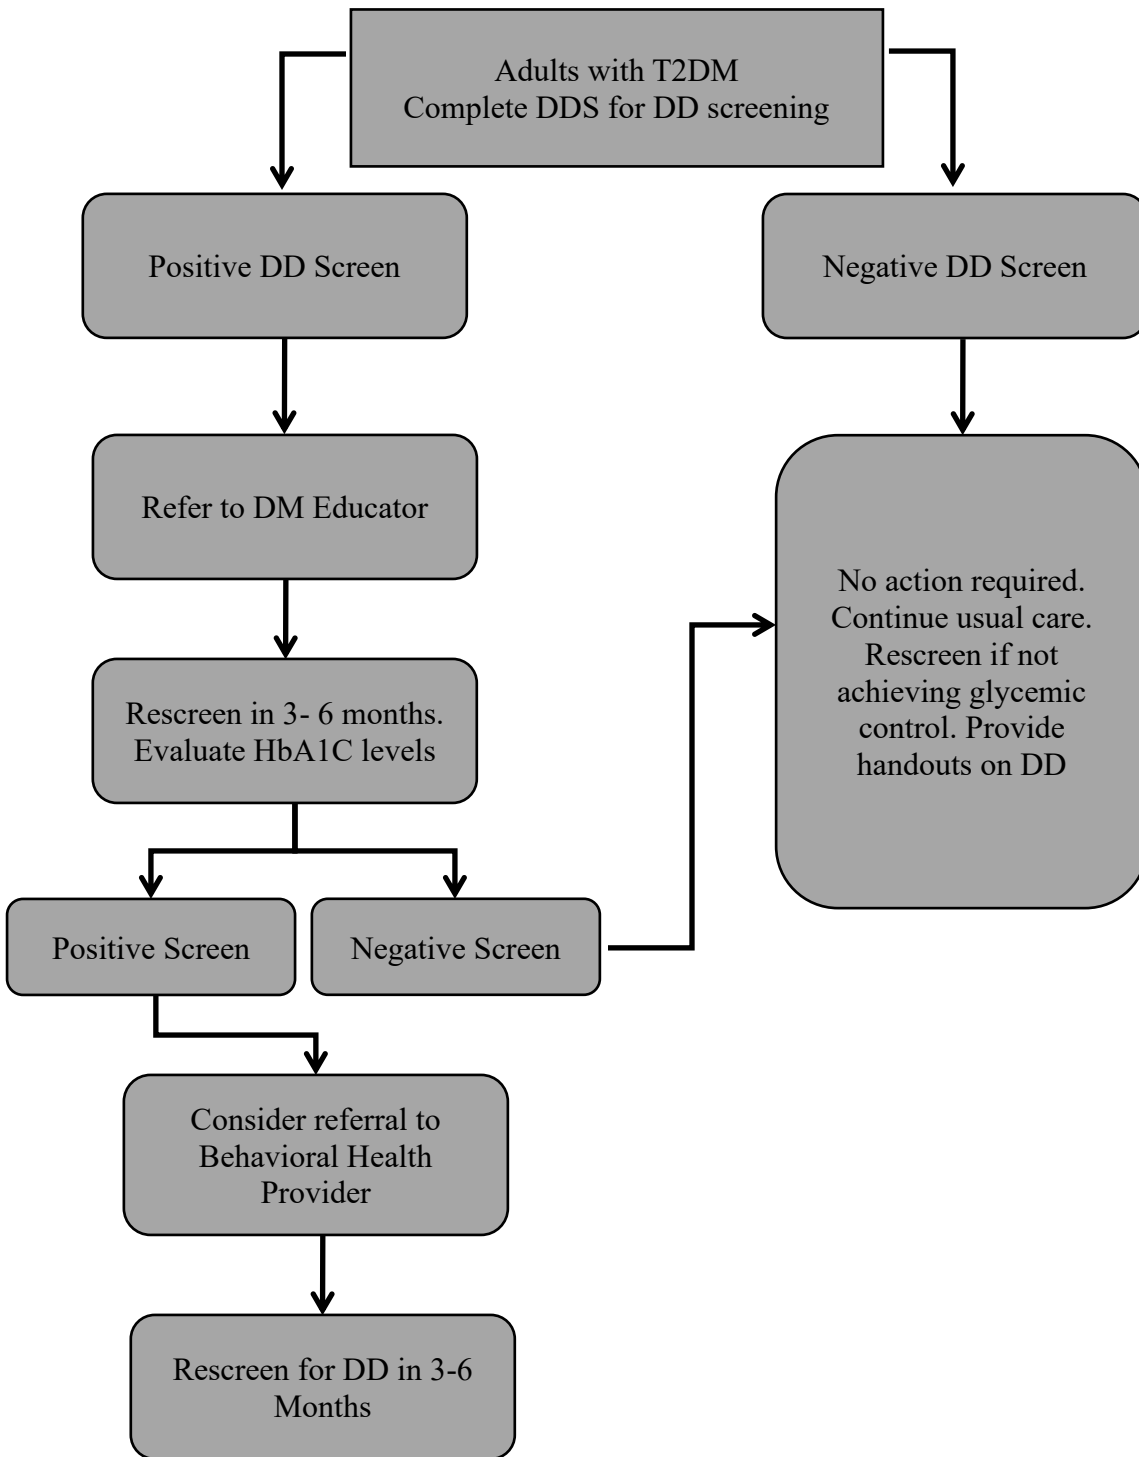 Adults with T2DM
Complete DDS for DD screening
Positive DD Screen
Negative DD Screen
Refer to DM Educator
No action required.
Continue usual care.
Rescreen if not
achieving glycemic
control. Provide
handouts on DD
Rescreen in 3- 6 months.
Evaluate HbA1C levels
Positive Screen
Negative Screen
Consider referral to
Behavioral Health
Provider
Rescreen for DD in 3-6
Months